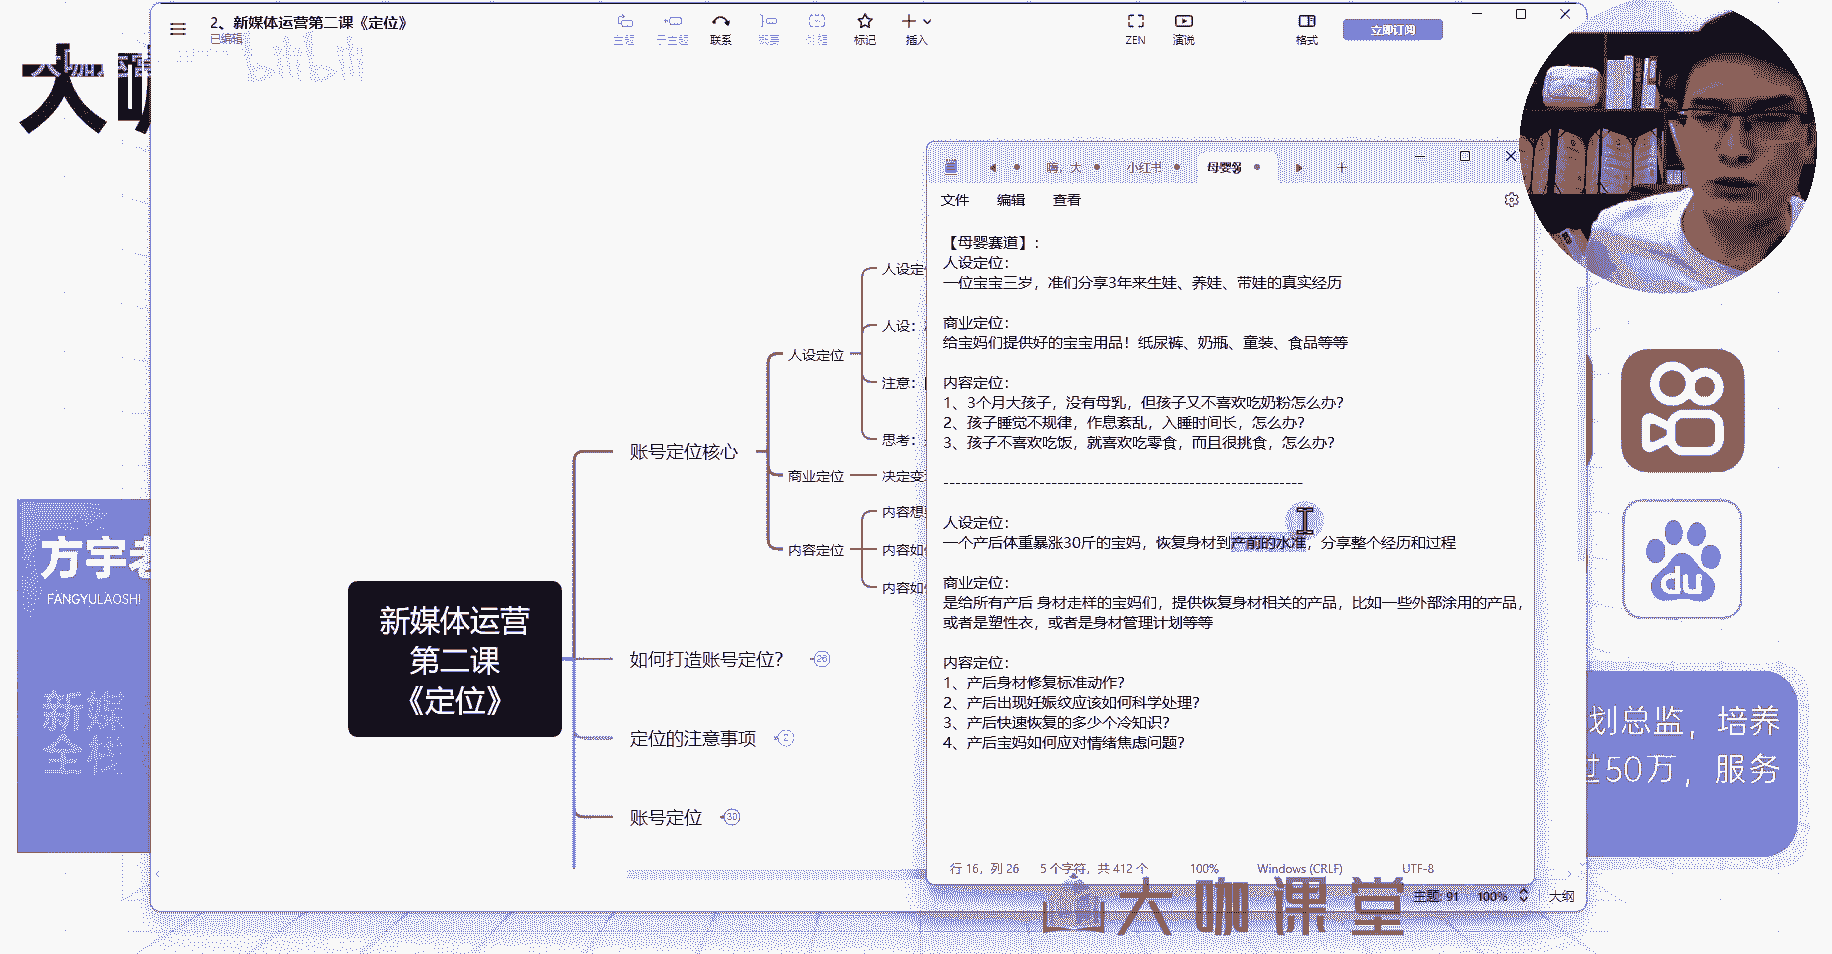 2、新媒体运营第二课《定位》
已编辑
主题
子主题
联系
概要
外框
标记
插入
ZEN
演说
格式
立即订阅
bilibili
大咖
方宇老
FANGYULAOSHI
新媒
全栈
新媒体运营
第二课
《定位》
账号定位核心
人设定位
人设定
人设：
注意：
思考：
商业定位
决定变
内容定位
内容想
内容如
内容如
如何打造账号定位？
26
定位的注意事项
账号定位
30
嗨，大
小红书
母婴
文件
编辑
查看
【母婴赛道】：
人设定位：
一位宝宝三岁，准们分享3年来生娃、养娃、带娃的真实经历
商业定位：
给宝妈们提供好的宝宝用品！纸尿裤、奶瓶、童装、食品等等
内容定位：
1、3个月大孩子，没有母乳，但孩子又不喜欢吃奶粉怎么办？
2、孩子睡觉不规律，作息紊乱，入睡时间长，怎么办？
3、孩子不喜欢吃饭，就喜欢吃零食，而且很挑食，怎么办？
------------------------------------------------------------
人设定位：
一个产后体重暴涨30斤的宝妈，恢复身材到产前的水准，分享整个经历和过程
商业定位：
是给所有产后 身材走样的宝妈们，提供恢复身材相关的产品，比如一些外部涂用的产品，
或者是塑性衣，或者是身材管理计划等等
内容定位：
1、产后身材修复标准动作？
2、产后出现妊娠纹应该如何科学处理？
3、产后快速恢复的多少个冷知识？
4、产后宝妈如何应对情绪焦虑问题？
行 16，列 26
5 个字符，共 412 个
100%
Windows (CRLF)
UTF-8
主题: 91
100%
大纲
du
划总监，培养
过50万，服务
大咖课堂